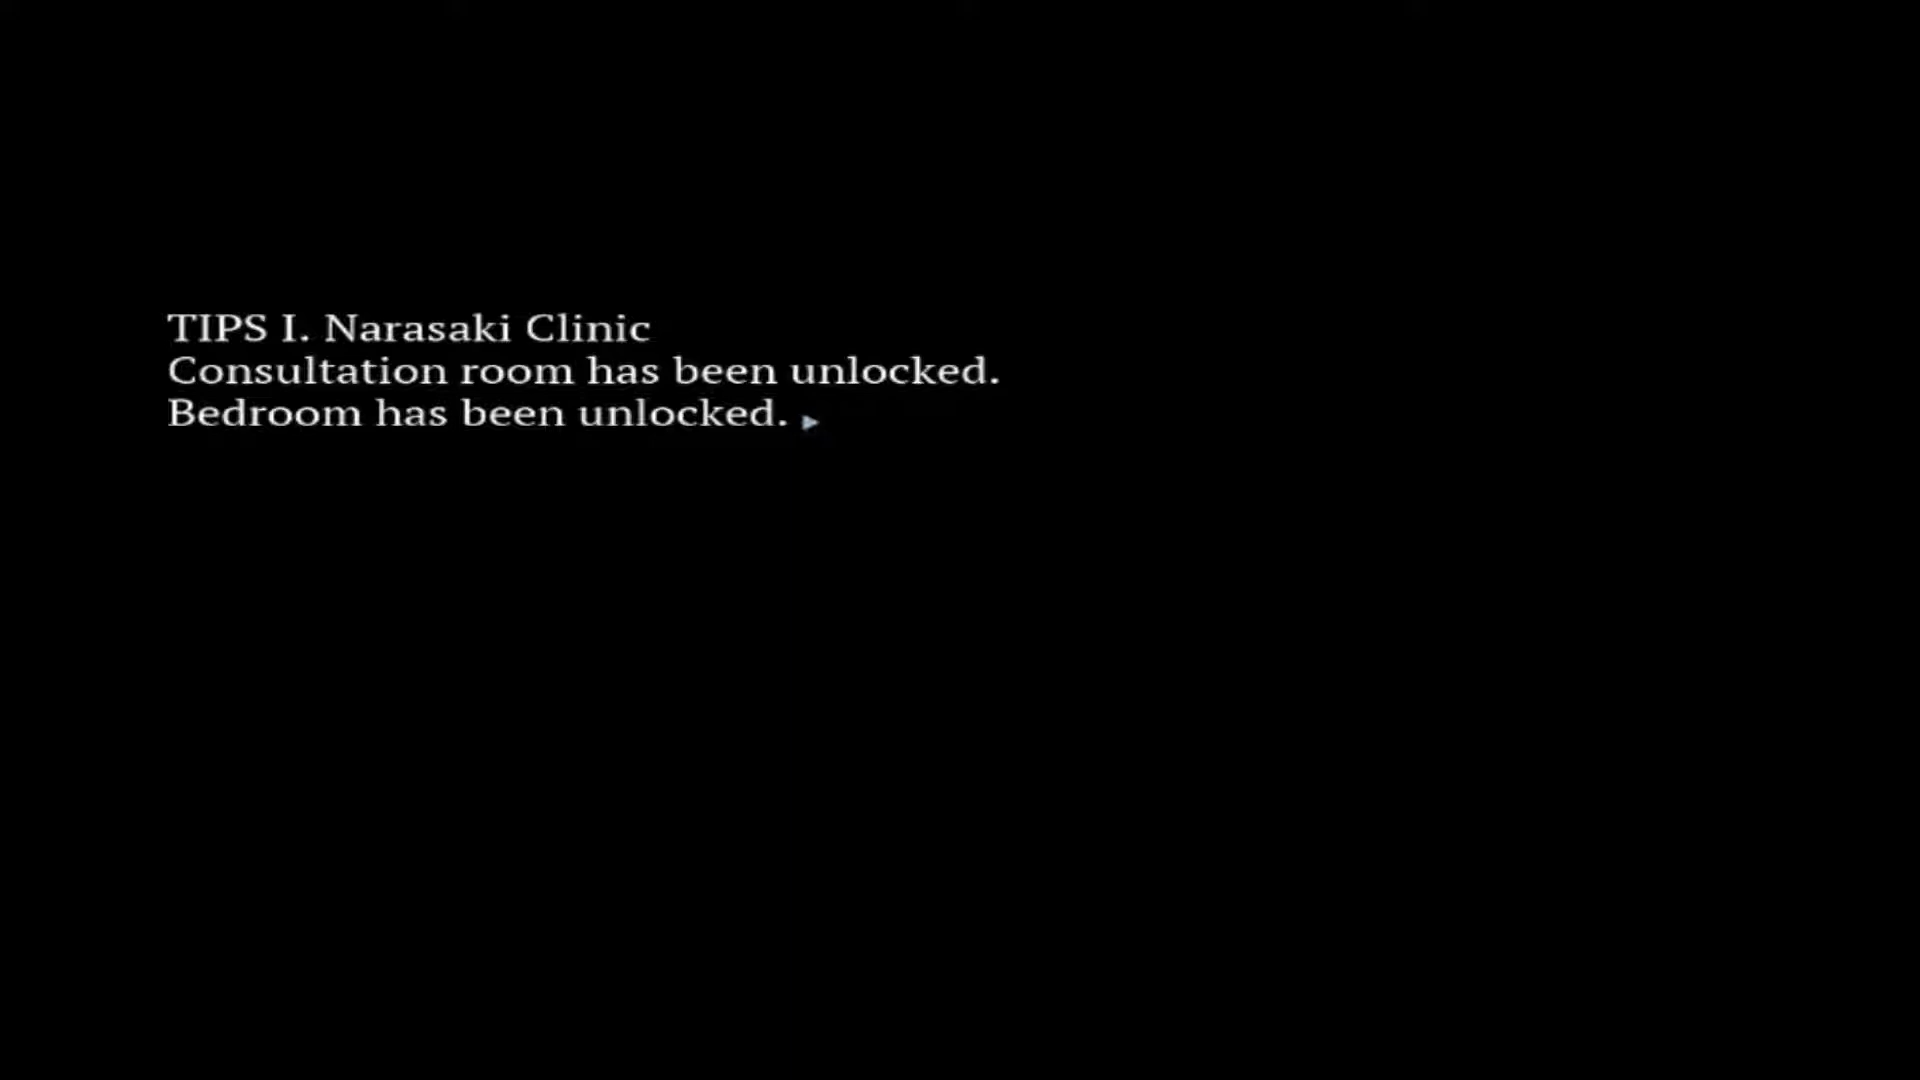 TIPS I. Narasaki Clinic
Consultation room has been unlocked.
Bedroom has been unlocked.